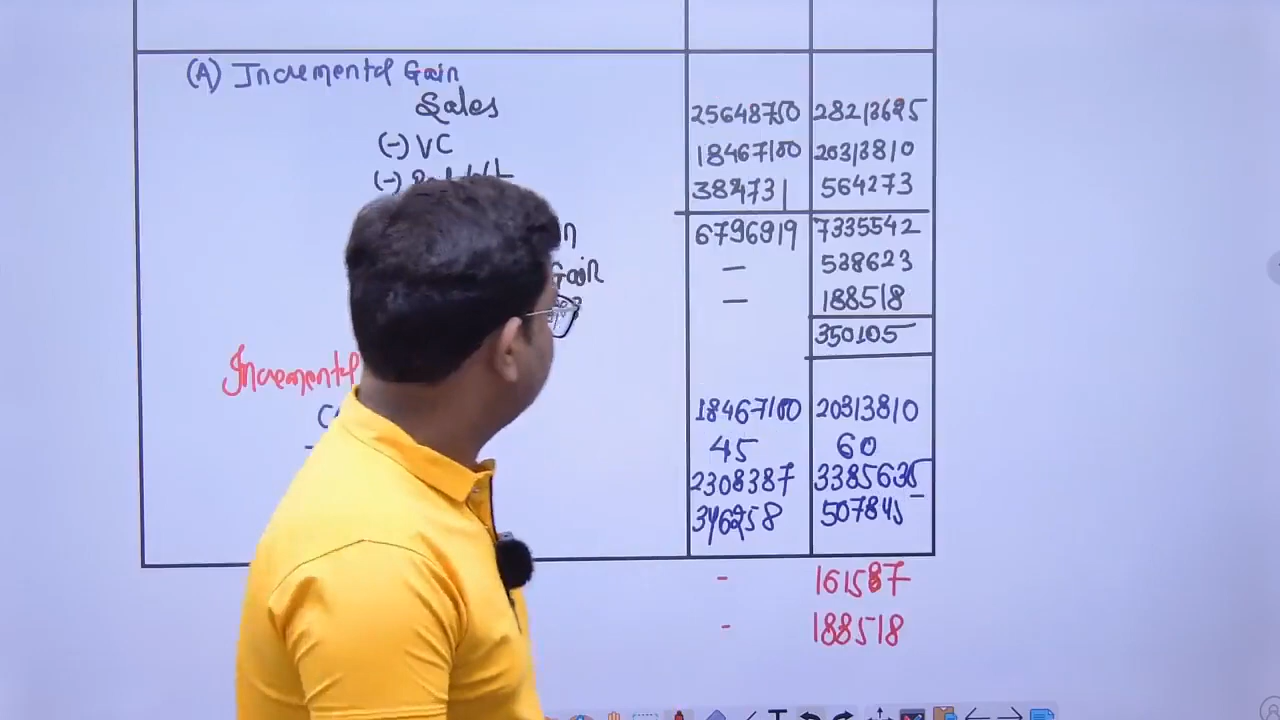 (A) Incremental Gain
Sales 25648750 28213625
(-) VC 18467100 20313810
(-) 384731 564273
6796919 7335542
Gain — 538623
— 188518
350105
Incremental
18467100 20313810
45 60
2308387 3385635
346258 507845
- 161587
- 188518